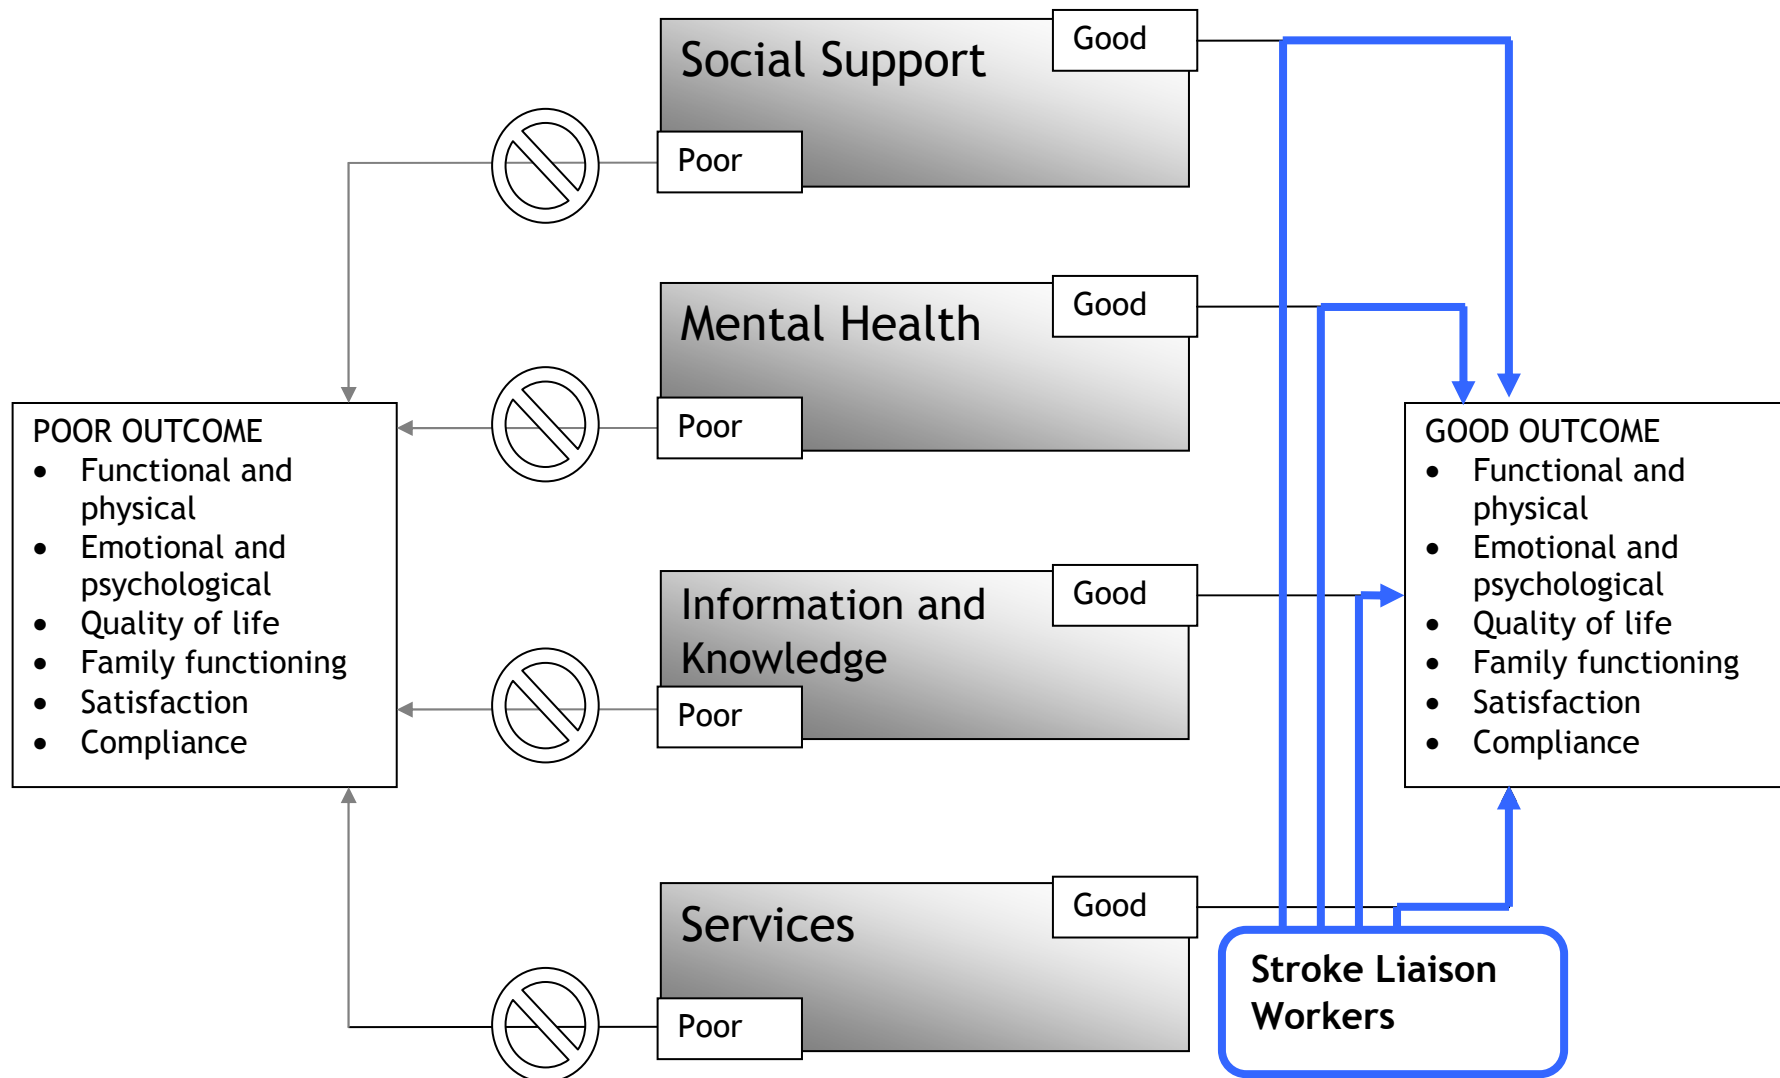 Social Support
Good
Poor
Mental Health
Good
Poor
POOR OUTCOME
• Functional and
physical
• Emotional and
psychological
• Quality of life
• Family functioning
• Satisfaction
• Compliance
GOOD OUTCOME
• Functional and
physical
• Emotional and
psychological
• Quality of life
• Family functioning
• Satisfaction
• Compliance
Information and
Knowledge
Good
Poor
Services
Good
Poor
Stroke Liaison
Workers